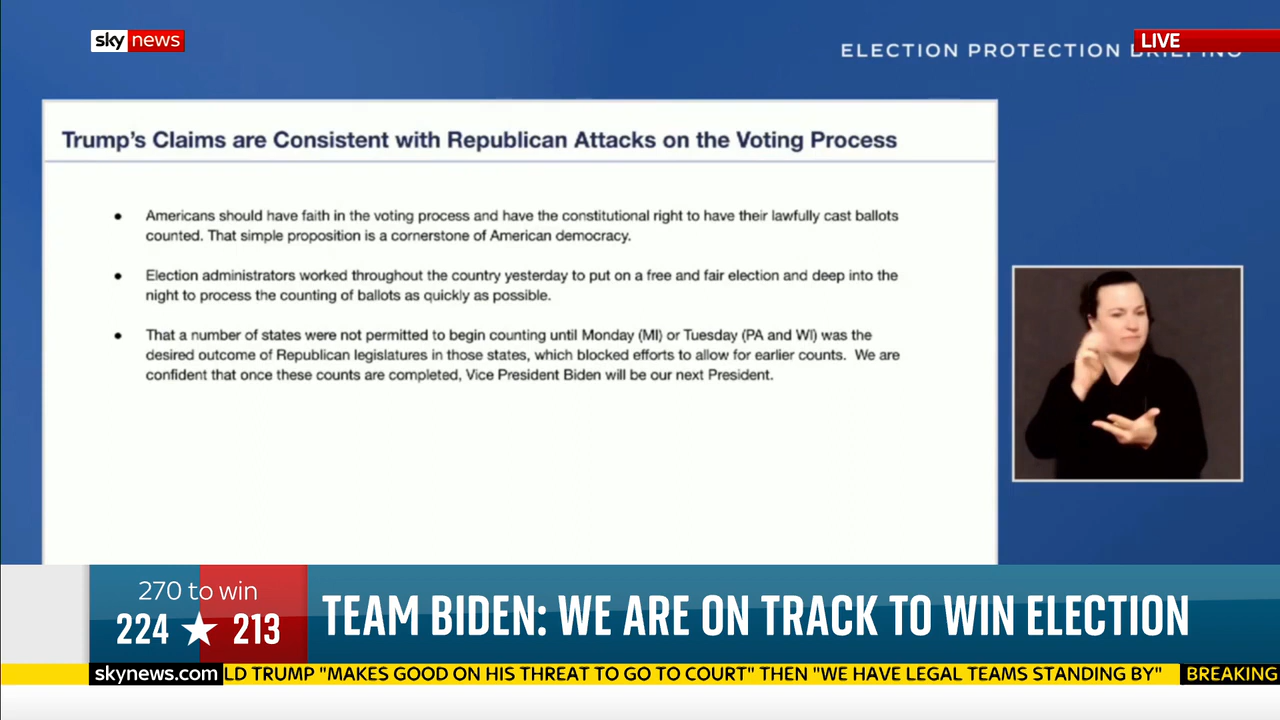 sky news
LIVE
ELECTION PROTECTION BRIEFING
Trump's Claims are Consistent with Republican Attacks on the Voting Process
• Americans should have faith in the voting process and have the constitutional right to have their lawfully cast ballots
counted. That simple proposition is a cornerstone of American democracy.
• Election administrators worked throughout the country yesterday to put on a free and fair election and deep into the
night to process the counting of ballots as quickly as possible.
• That a number of states were not permitted to begin counting until Monday (MI) or Tuesday (PA and WI) was the
desired outcome of Republican legislatures in those states, which blocked efforts to allow for earlier counts. We are
confident that once these counts are completed, Vice President Biden will be our next President.
270 to win
224 ★ 213
TEAM BIDEN: WE ARE ON TRACK TO WIN ELECTION
skynews.com LD TRUMP "MAKES GOOD ON HIS THREAT TO GO TO COURT" THEN "WE HAVE LEGAL TEAMS STANDING BY" BREAKING